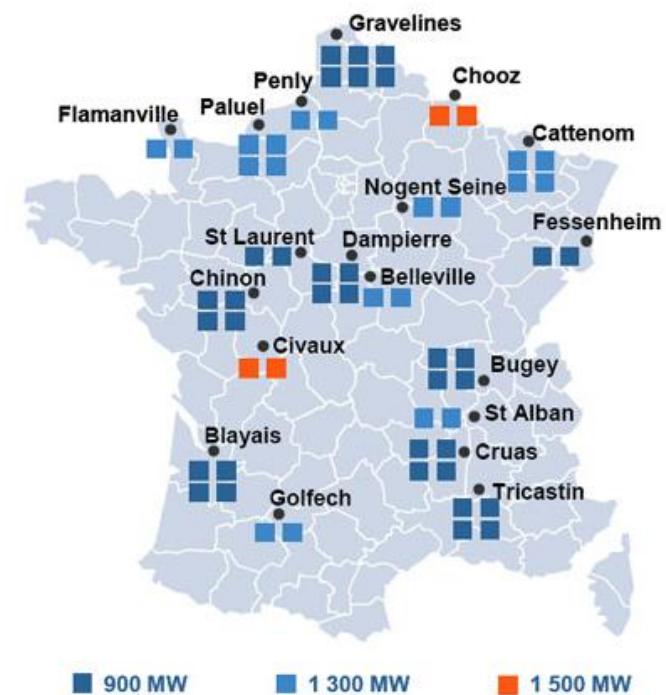 Gravelines
Penly
Chooz
Flamanville
Paluel
Cattenom
Nogent Seine
Fessenheim
St Laurent
Dampierre
Belleville
Chinon
Civaux
Bugey
St Alban
Blayais
Cruas
Tricastin
Golfech
900 MW
1 300 MW
1 500 MW